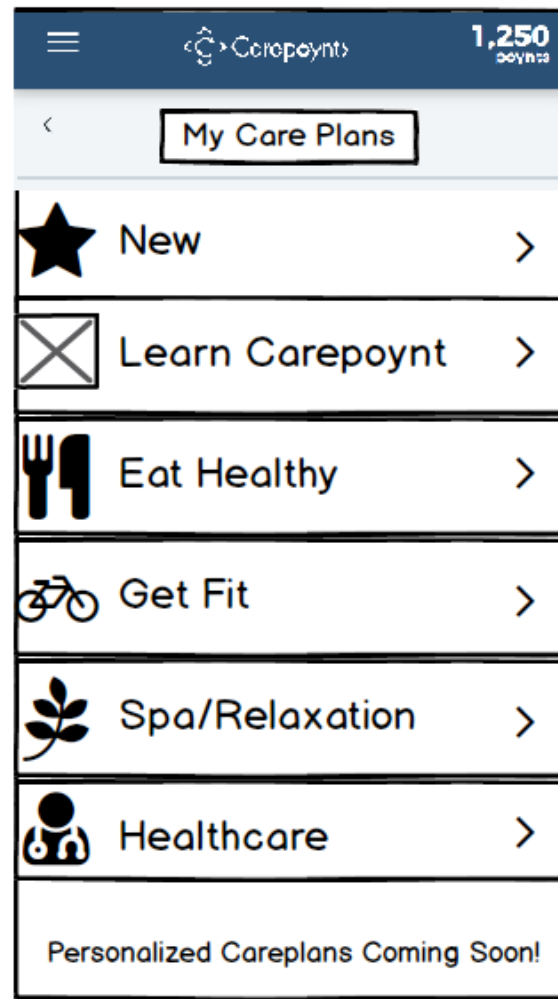 Carepoynt
1,250
poynts
My Care Plans
New
Learn Carepoynt
Eat Healthy
Get Fit
Spa/Relaxation
Healthcare
Personalized Careplans Coming Soon!